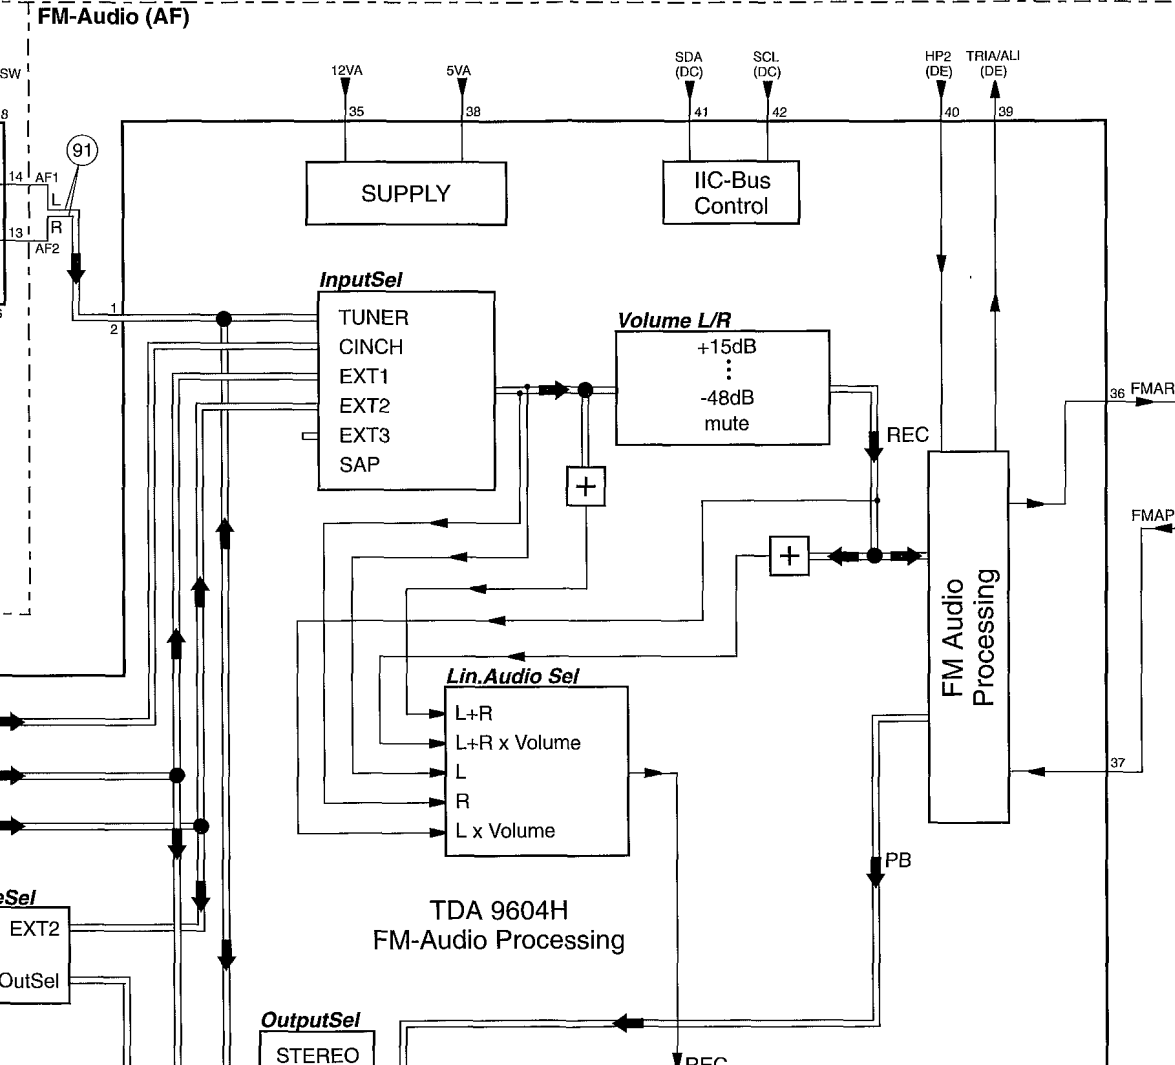 FM-Audio (AF)
SW
8
12VA
5VA
SDA
(DC)
SCL
(DC)
HP2
(DE)
TRIA/ALI
(DE)
35
38
41
42
40
39
91
14
AF1
L
R
13
AF2
SUPPLY
IIC-Bus
Control
1
2
InputSel
TUNER
CINCH
EXT1
EXT2
EXT3
SAP
Volume L/R
+15dB
-48dB
mute
REC
36
FMAR
FMAP
+
+
FM Audio
Processing
37
Lin.Audio Sel
L+R
L+R x Volume
L
R
L x Volume
PB
TDA 9604H
FM-Audio Processing
eSel
EXT2
OutSel
OutputSel
STEREO
REC